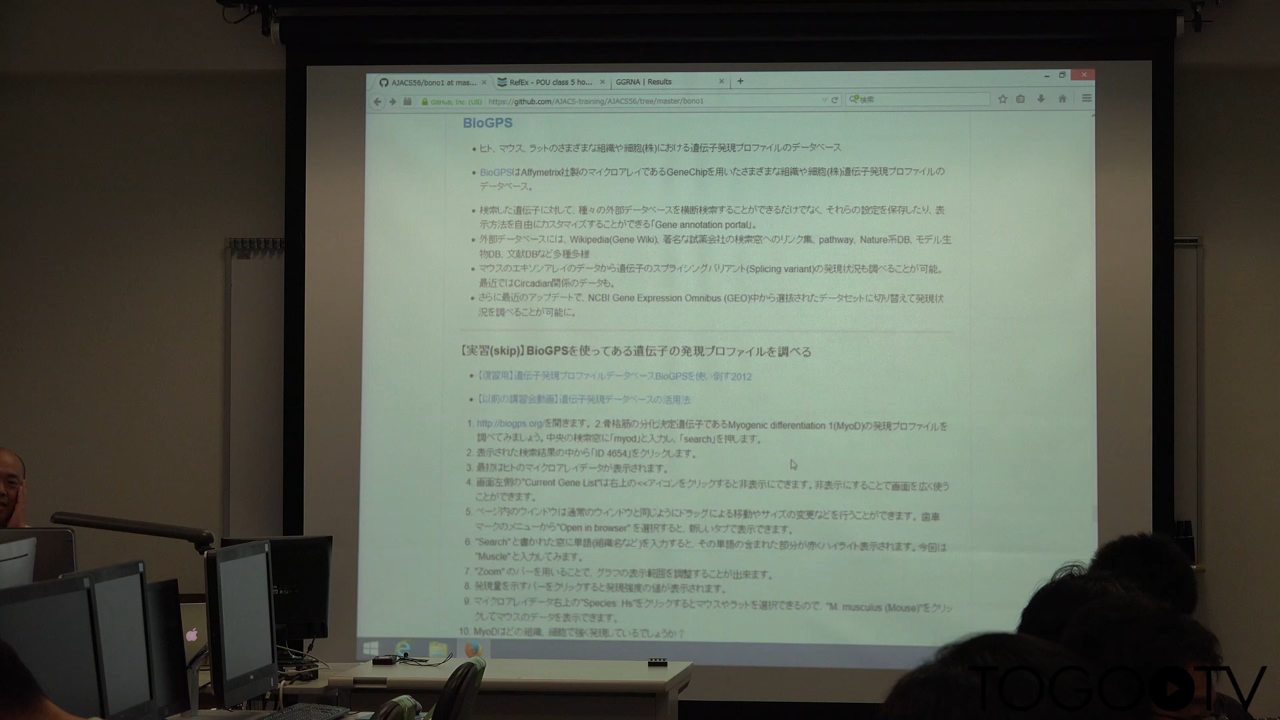 AJACS56/bono1 at mas...
RefEx - POU class 5 ho...
GGRNA | Results
GitHub, Inc. (US)
https://github.com/AJACS-training/AJACS56/tree/master/bono1
検索
BioGPS
ヒト、マウス、ラットのさまざまな組織や細胞(株)における遺伝子発現プロファイルのデータベース
BioGPSはAffymetrix社製のマイクロアレイであるGeneChipを用いたさまざまな組織や細胞(株)遺伝子発現プロファイルの
データベース。
検索した遺伝子に対して、種々の外部データベースを横断検索することができるだけでなく、それらの設定を保存したり、表
示方法を自由にカスタマイズすることができる「Gene annotation portal」。
外部データベースには、Wikipedia(Gene Wiki), 著名な試薬会社の検索窓へのリンク集, pathway, Nature系DB, モデル生
物DB, 文献DBなど多種多様
マウスのエキソンアレイのデータから遺伝子のスプライシングバリアント(Splicing variant)の発現状況も調べることが可能。
最近ではCircadian関係のデータも。
さらに最近のアップデートで、NCBI Gene Expression Omnibus (GEO)中から選抜されたデータセットに切り替えて発現状
況を調べることが可能に。
【実習(skip)】BioGPSを使ってある遺伝子の発現プロファイルを調べる
【復習用】遺伝子発現プロファイルデータベースBioGPSを使い倒す2012
【以前の講習会動画】遺伝子発現データベースの活用法
1. http://biogps.org/を開きます。 2.骨格筋の分化決定遺伝子であるMyogenic differentiation 1(MyoD)の発現プロファイルを
調べてみましょう。中央の検索窓に「myod」と入力し、「search」を押します。
2. 表示された検索結果の中から「ID 4654」をクリックします。
3. 最初はヒトのマイクロアレイデータが表示されます。
4. 画面左側の"Current Gene List"は右上の<<アイコンをクリックすると非表示にできます。非表示にすることで画面を広く使う
ことができます。
5. ページ内のウィンドウは通常のウィンドウと同じようにドラッグによる移動やサイズの変更などを行うことができます。歯車
マークのメニューから"Open in browser" を選択すると、新しいタブで表示できます。
6. "Search" と書かれた窓に単語(組織名など)を入力すると、その単語の含まれた部分が赤くハイライト表示されます。今回は
"Muscle" と入力してみます。
7. "Zoom" のバーを用いることで、グラフの表示範囲を調整することが出来ます。
8. 発現量を示すバーをクリックすると発現強度の値が表示されます。
9. マイクロアレイデータ右上の"Species: Hs"をクリックするとマウスやラットを選択できるので、"M. musculus (Mouse)"をクリッ
クしてマウスのデータを表示できます。
10. MyoDはどの組織、細胞で強く発現しているでしょうか？
TOGOTV